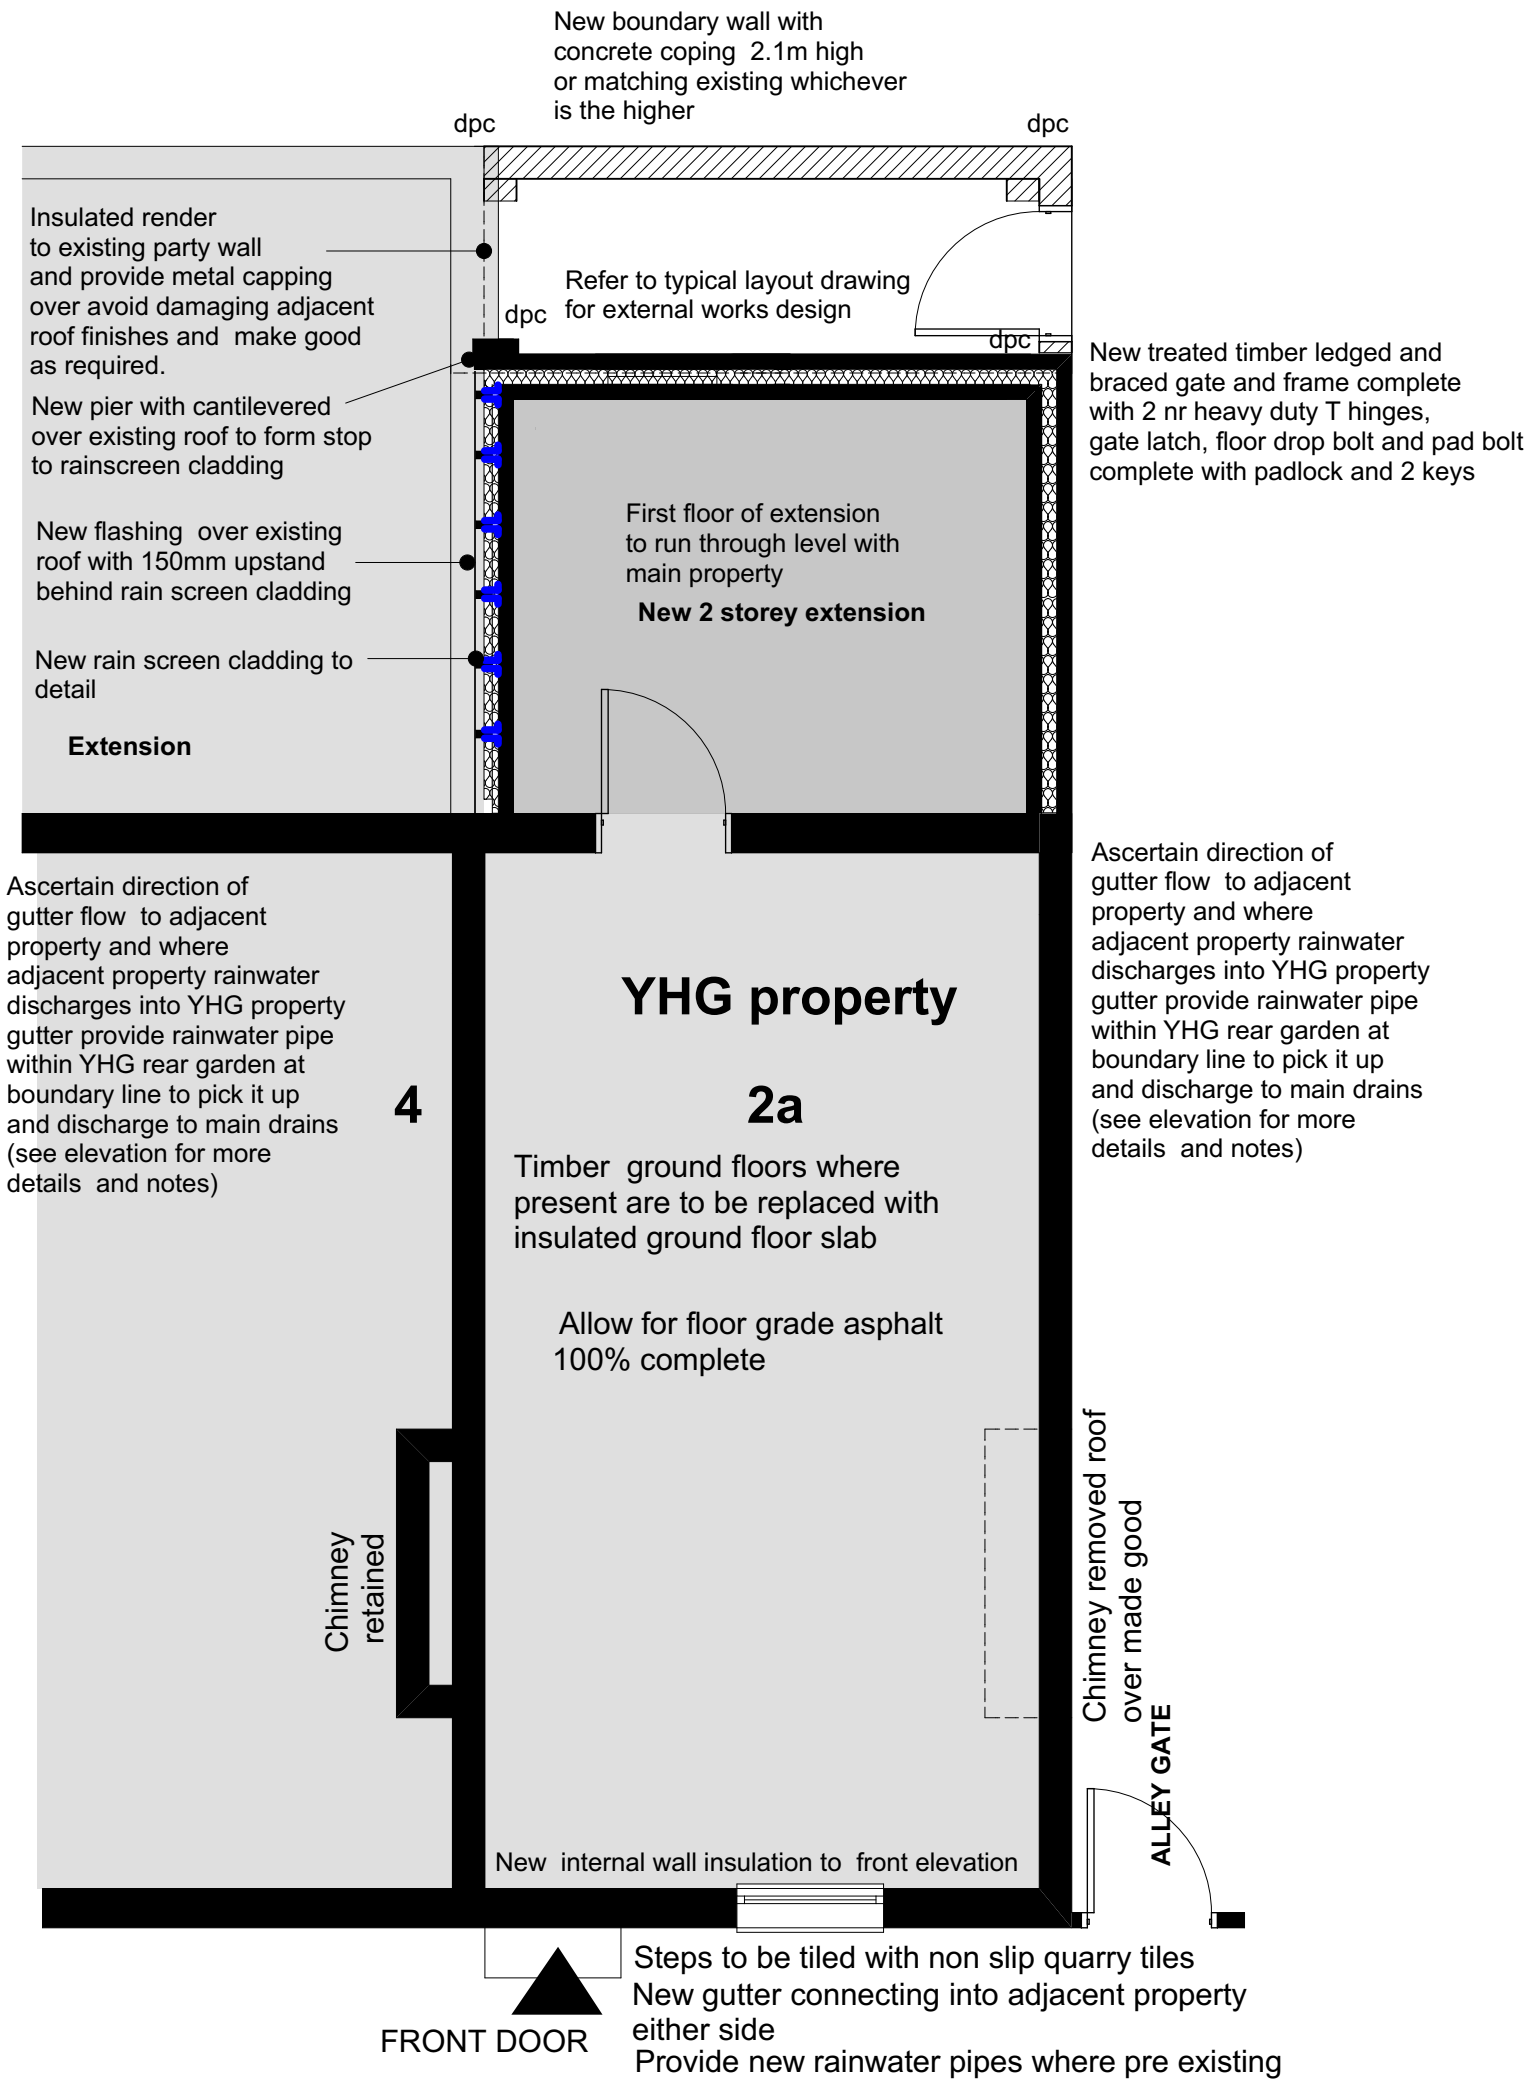 New boundary wall with
concrete coping 2.1m high
or matching existing whichever
is the higher
dpc
dpc
Insulated render
to existing party wall
and provide metal capping
over avoid damaging adjacent
roof finishes and make good
as required.
Refer to typical layout drawing
for external works design
dpc
dpc
New pier with cantilevered
over existing roof to form stop
to rainscreen cladding
New treated timber ledged and
braced gate and frame complete
with 2 nr heavy duty T hinges,
gate latch, floor drop bolt and pad bolt
complete with padlock and 2 keys
New flashing over existing
roof with 150mm upstand
behind rain screen cladding
First floor of extension
to run through level with
main property
New 2 storey extension
New rain screen cladding to
detail
Extension
Ascertain direction of
gutter flow to adjacent
property and where
adjacent property rainwater
discharges into YHG property
gutter provide rainwater pipe
within YHG rear garden at
boundary line to pick it up
and discharge to main drains
(see elevation for more
details and notes)
Ascertain direction of
gutter flow to adjacent
property and where
adjacent property rainwater
discharges into YHG property
gutter provide rainwater pipe
within YHG rear garden at
boundary line to pick it up
and discharge to main drains
(see elevation for more
details and notes)
YHG property
4
2a
Timber ground floors where
present are to be replaced with
insulated ground floor slab
Allow for floor grade asphalt
100% complete
Chimney
retained
Chimney removed roof
over made good
ALLEY GATE
New internal wall insulation to front elevation
Steps to be tiled with non slip quarry tiles
New gutter connecting into adjacent property
either side
FRONT DOOR
Provide new rainwater pipes where pre existing